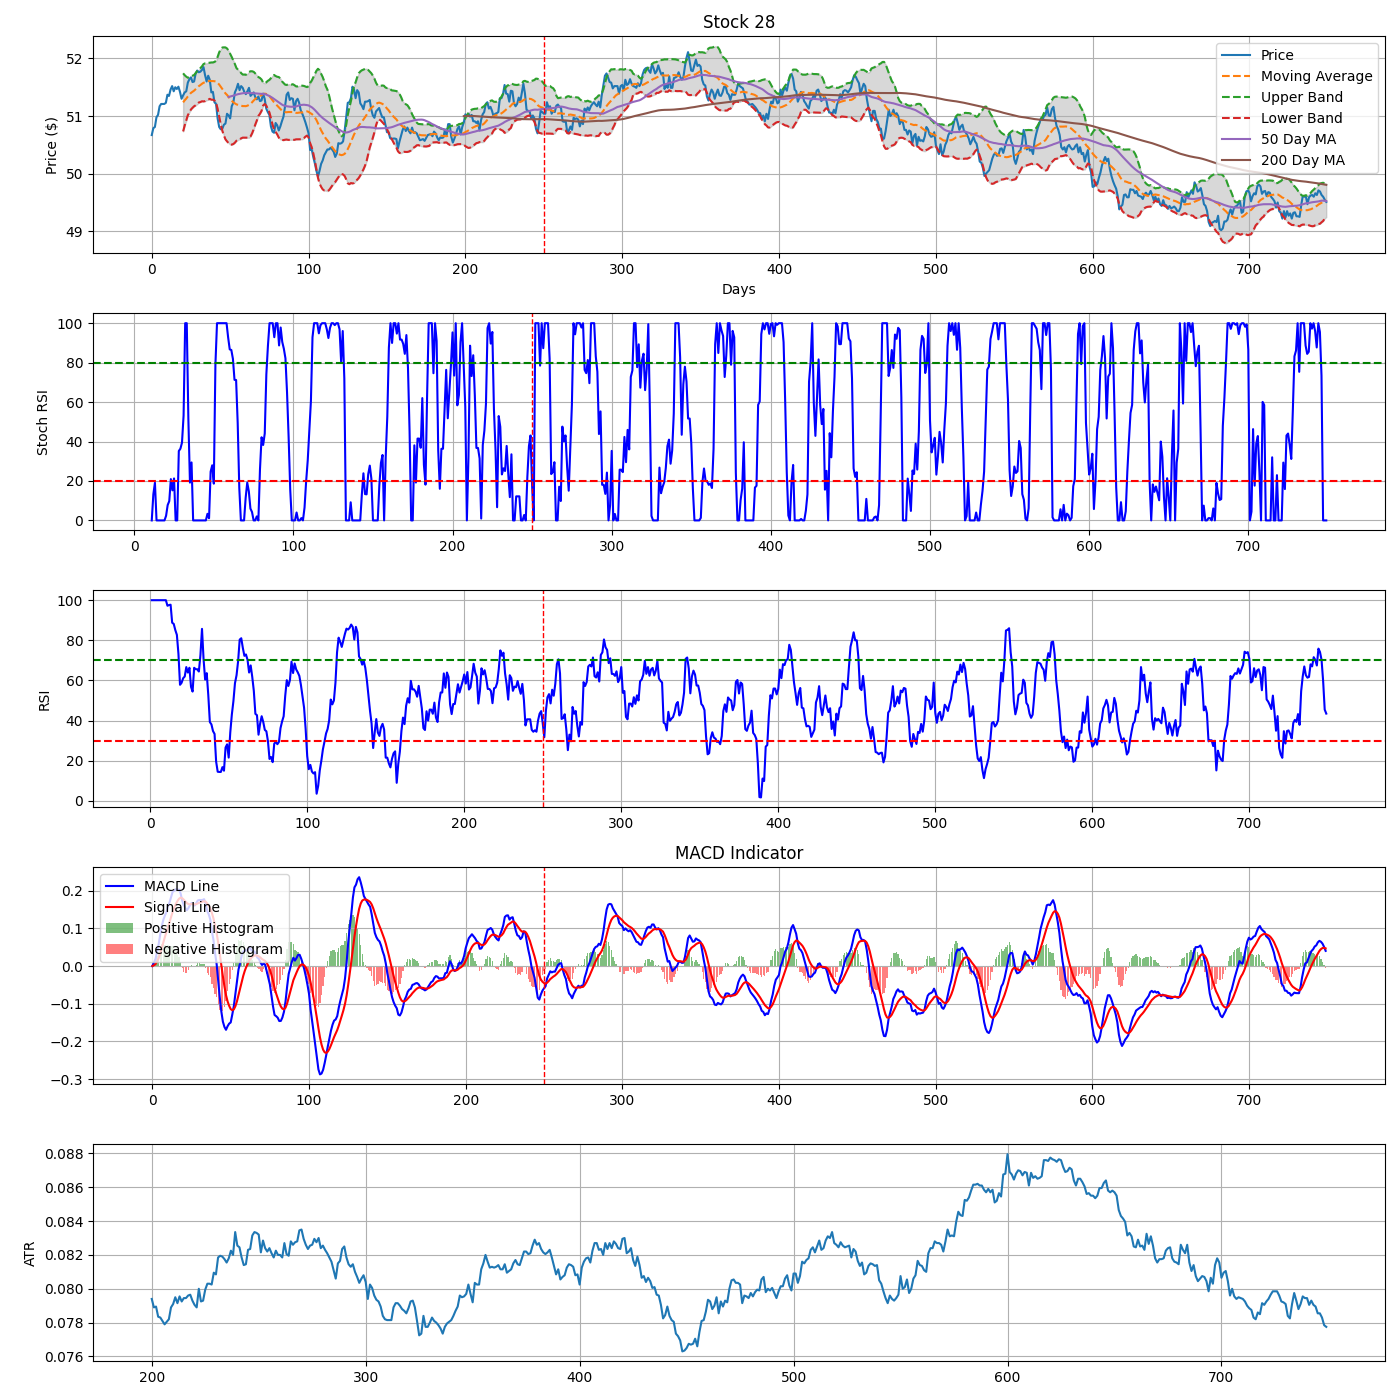 Stock 28
Price ($)
52
51
50
49
Price
Moving Average
Upper Band
Lower Band
50 Day MA
200 Day MA
0 100 200 300 400 500 600 700
Days
Stoch RSI
100
80
60
40
20
0
0 100 200 300 400 500 600 700
RSI
100
80
60
40
20
0
0 100 200 300 400 500 600 700
MACD Indicator
0.2
0.1
0.0
−0.1
−0.2
−0.3
MACD Line
Signal Line
Positive Histogram
Negative Histogram
0 100 200 300 400 500 600 700
ATR
0.088
0.086
0.084
0.082
0.080
0.078
0.076
200 300 400 500 600 700